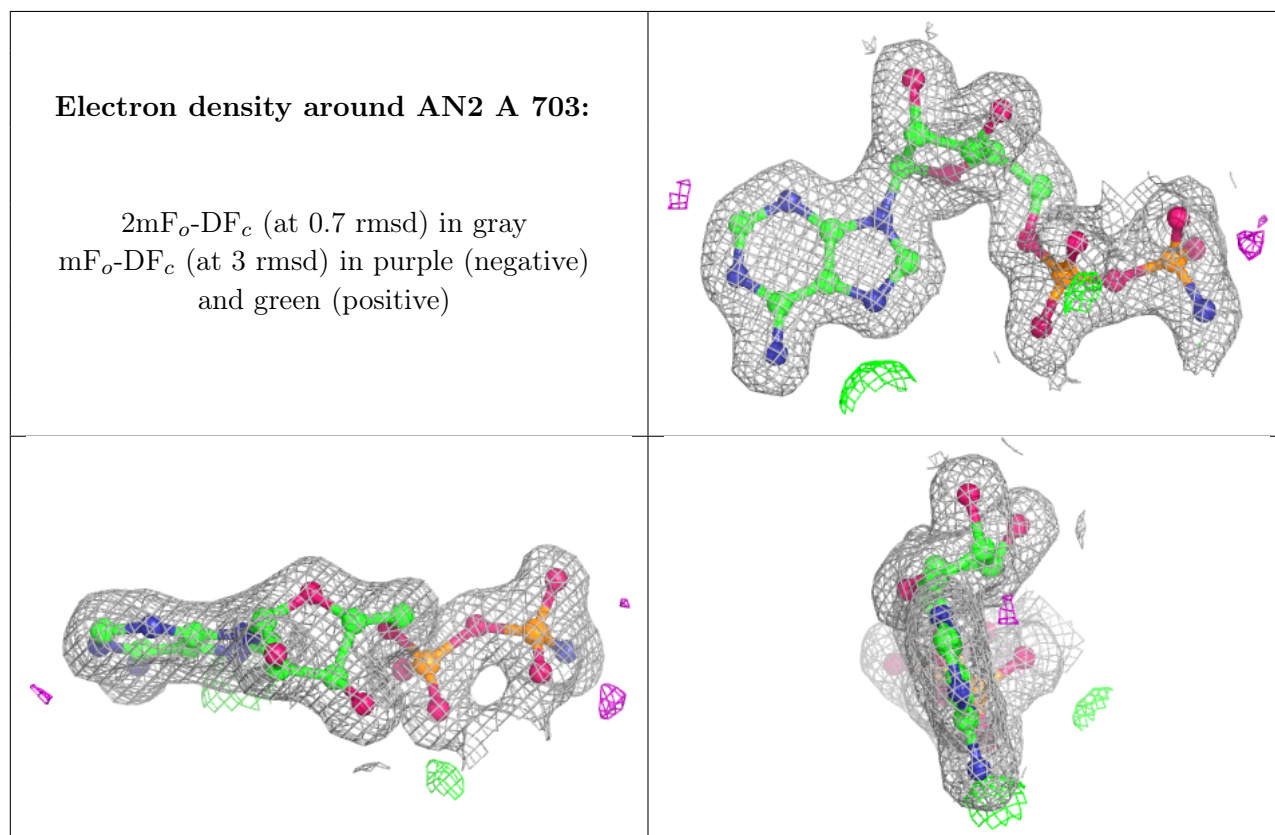 Electron density around AN2 A 703:
2mFo-DFc (at 0.7 rmsd) in gray
mFo-DFc (at 3 rmsd) in purple (negative)
and green (positive)